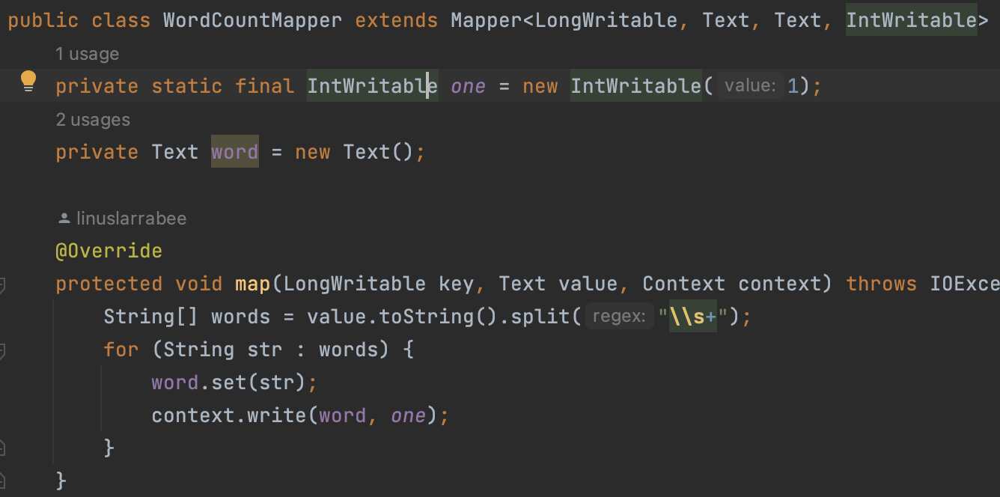 public class WordCountMapper extends Mapper<LongWritable, Text, Text, IntWritable>
1 usage
private static final IntWritable one = new IntWritable( value: 1);
2 usages
private Text word = new Text();
linuslarrabee
@Override
protected void map(LongWritable key, Text value, Context context) throws IOExce
String[] words = value.toString().split( regex: "\\s+");
for (String str : words) {
word.set(str);
context.write(word, one);
}
}